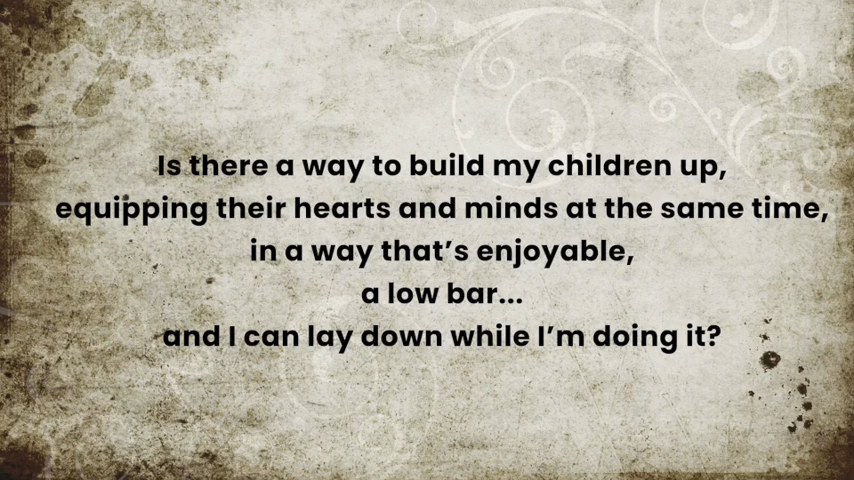 Is there a way to build my children up,
equipping their hearts and minds at the same time,
in a way that’s enjoyable,
a low bar...
and I can lay down while I’m doing it?